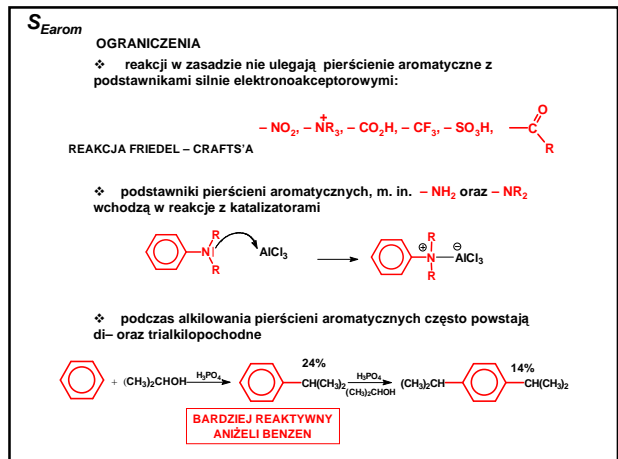 S_Earom
OGRANICZENIA
❖ reakcji w zasadzie nie ulegają pierścienie aromatyczne z
podstawnikami silnie elektronoakceptorowymi:
– NO₂, – N⁺R₃, – CO₂H, – CF₃, – SO₃H, –C(=O)R
REAKCJA FRIEDEL – CRAFTS'A
❖ podstawniki pierścieni aromatycznych, m. in. – NH₂ oraz – NR₂
wchodzą w reakcje z katalizatorami
R
N
R
AlCl₃
R
⊕ ⊖
N AlCl₃
R
❖ podczas alkilowania pierścieni aromatycznych często powstają
di– oraz trialkilopochodne
24%
14%
+ (CH₃)₂CHOH H₃PO₄ CH(CH₃)₂ H₃PO₄ (CH₃)₂CHOH (CH₃)₂CH CH(CH₃)₂
BARDZIEJ REAKTYWNY
ANIŻELI BENZEN